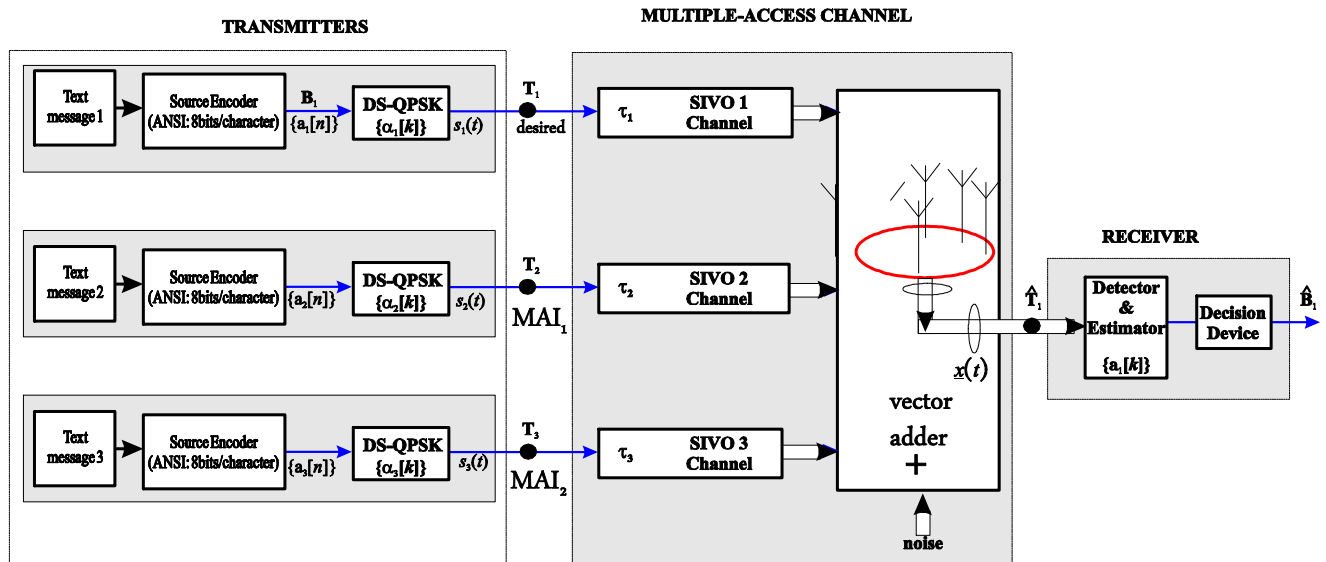 TRANSMITTERS
MULTIPLE-ACCESS CHANNEL
Text
message 1
Source Encoder
(ANSI: 8bits/character)
B₁
{a₁[n]}
DS-QPSK
{α₁[k]}
s₁(t)
T₁
desired
τ₁
SIVO 1
Channel
Text
message 2
Source Encoder
(ANSI: 8bits/character)
{a₂[n]}
DS-QPSK
{α₂[k]}
s₂(t)
T₂
MAI₁
τ₂
SIVO 2
Channel
Text
message 3
Source Encoder
(ANSI: 8bits/character)
{a₃[n]}
DS-QPSK
{α₃[k]}
s₃(t)
T₃
MAI₂
τ₃
SIVO 3
Channel
x(t)
vector
adder
+
noise
RECEIVER
T̂₁
Detector
&
Estimator
{a₁[k]}
Decision
Device
B̂₁